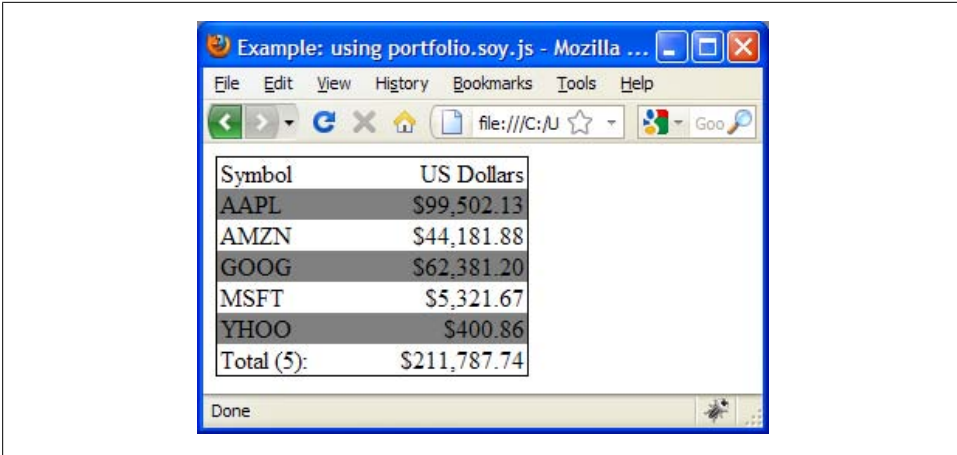 Example: using portfolio.soy.js - Mozilla ...
File Edit View History Bookmarks Tools Help
file:///C:/U Goo
Symbol US Dollars
AAPL $99,502.13
AMZN $44,181.88
GOOG $62,381.20
MSFT $5,321.67
YHOO $400.86
Total (5): $211,787.74
Done